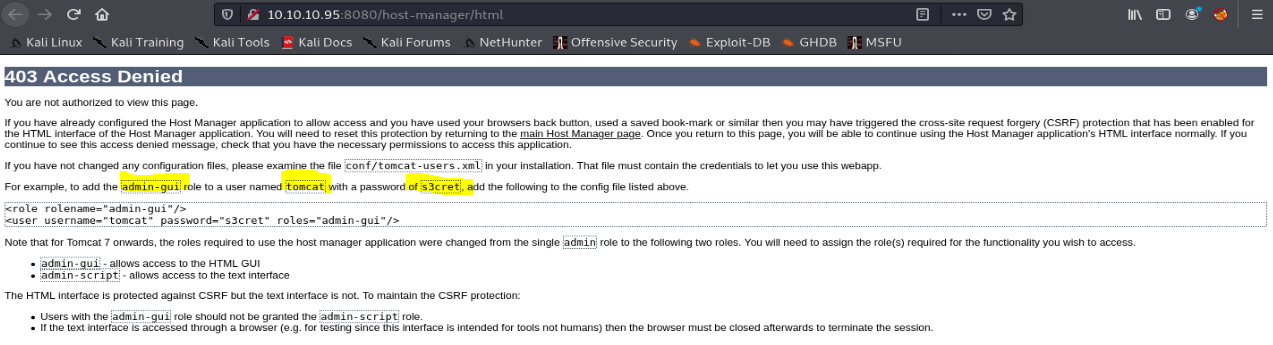 10.10.10.95:8080/host-manager/html
Kali Linux Kali Training Kali Tools Kali Docs Kali Forums NetHunter Offensive Security Exploit-DB GHDB MSFU
403 Access Denied
You are not authorized to view this page.
If you have already configured the Host Manager application to allow access and you have used your browsers back button, used a saved book-mark or similar then you may have triggered the cross-site request forgery (CSRF) protection that has been enabled for
the HTML interface of the Host Manager application. You will need to reset this protection by returning to the main Host Manager page. Once you return to this page, you will be able to continue using the Host Manager application's HTML interface normally. If you
continue to see this access denied message, check that you have the necessary permissions to access this application.
If you have not changed any configuration files, please examine the file conf/tomcat-users.xml in your installation. That file must contain the credentials to let you use this webapp.
For example, to add the admin-gui role to a user named tomcat with a password of s3cret, add the following to the config file listed above.
<role rolename="admin-gui"/>
<user username="tomcat" password="s3cret" roles="admin-gui"/>
Note that for Tomcat 7 onwards, the roles required to use the host manager application were changed from the single admin role to the following two roles. You will need to assign the role(s) required for the functionality you wish to access.
• admin-gui - allows access to the HTML GUI
• admin-script - allows access to the text interface
The HTML interface is protected against CSRF but the text interface is not. To maintain the CSRF protection:
• Users with the admin-gui role should not be granted the admin-script role.
• If the text interface is accessed through a browser (e.g. for testing since this interface is intended for tools not humans) then the browser must be closed afterwards to terminate the session.